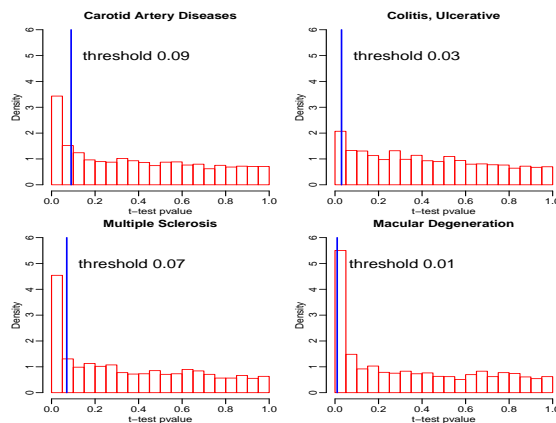 Carotid Artery Diseases
threshold 0.09
Density
0 1 2 3 4 5 6
0.0 0.2 0.4 0.6 0.8 1.0
t−test pvalue
Colitis, Ulcerative
threshold 0.03
Density
0 1 2 3 4 5 6
0.0 0.2 0.4 0.6 0.8 1.0
t−test pvalue
Multiple Sclerosis
threshold 0.07
Density
0 1 2 3 4 5 6
0.0 0.2 0.4 0.6 0.8 1.0
t−test pvalue
Macular Degeneration
threshold 0.01
Density
0 1 2 3 4 5 6
0.0 0.2 0.4 0.6 0.8 1.0
t−test pvalue